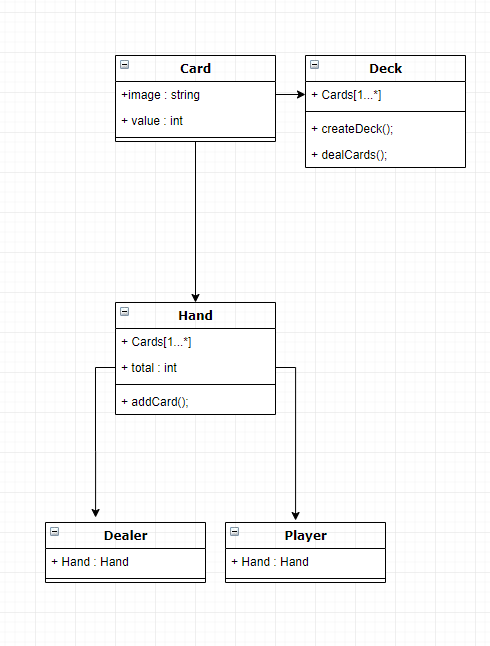 Card
+image : string
+ value : int
Deck
+ Cards[1...*]
+ createDeck();
+ dealCards();
Hand
+ Cards[1...*]
+ total : int
+ addCard();
Dealer
+ Hand : Hand
Player
+ Hand : Hand